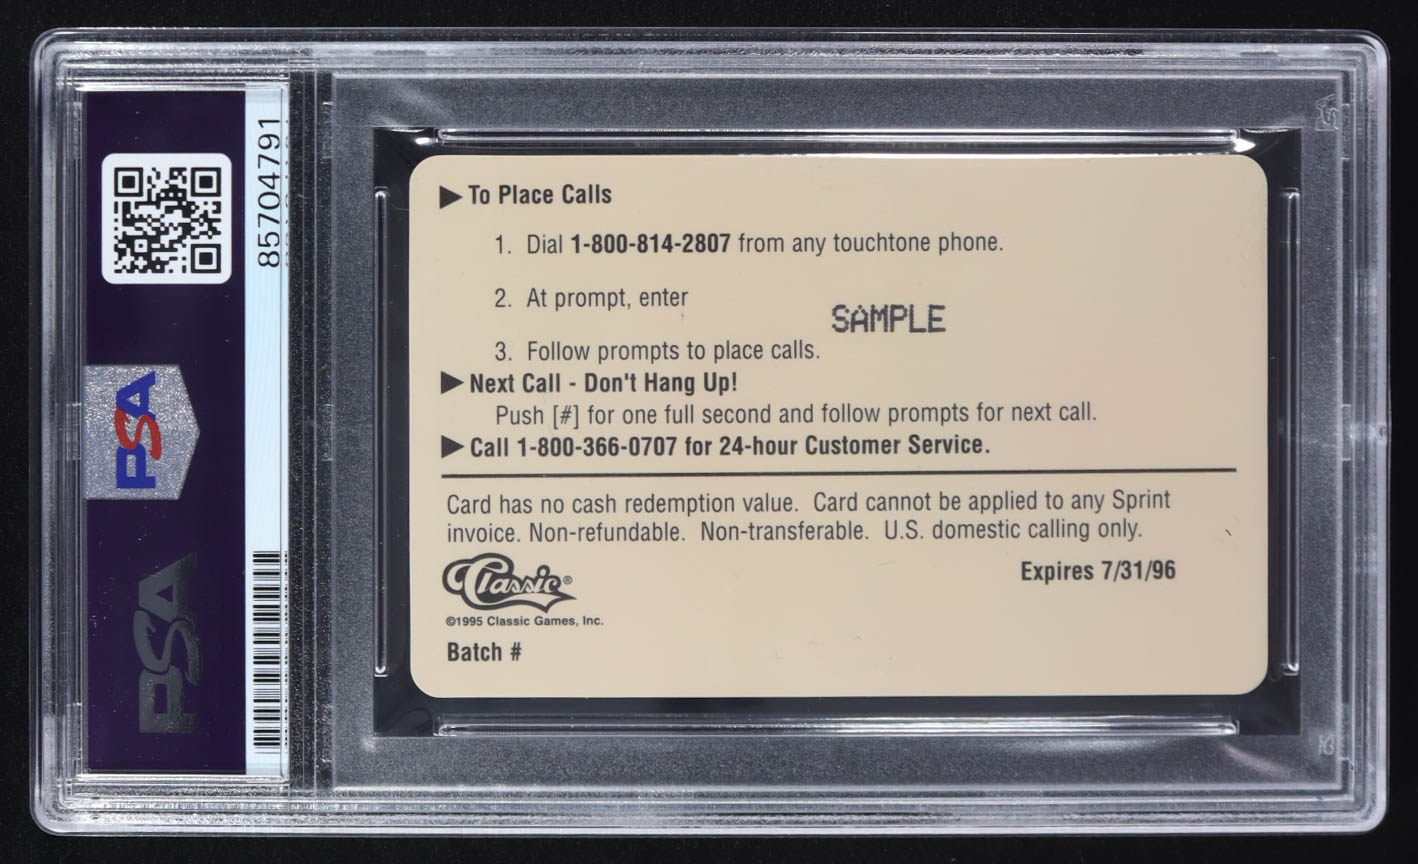 PSA
85704791
PSA
▶ To Place Calls
1. Dial 1-800-814-2807 from any touchtone phone.
2. At prompt, enter
SAMPLE
3. Follow prompts to place calls.
▶ Next Call - Don't Hang Up!
Push [#] for one full second and follow prompts for next call.
▶ Call 1-800-366-0707 for 24-hour Customer Service.
Card has no cash redemption value. Card cannot be applied to any Sprint
invoice. Non-refundable. Non-transferable. U.S. domestic calling only.
Classic®
Expires 7/31/96
©1995 Classic Games, Inc.
Batch #